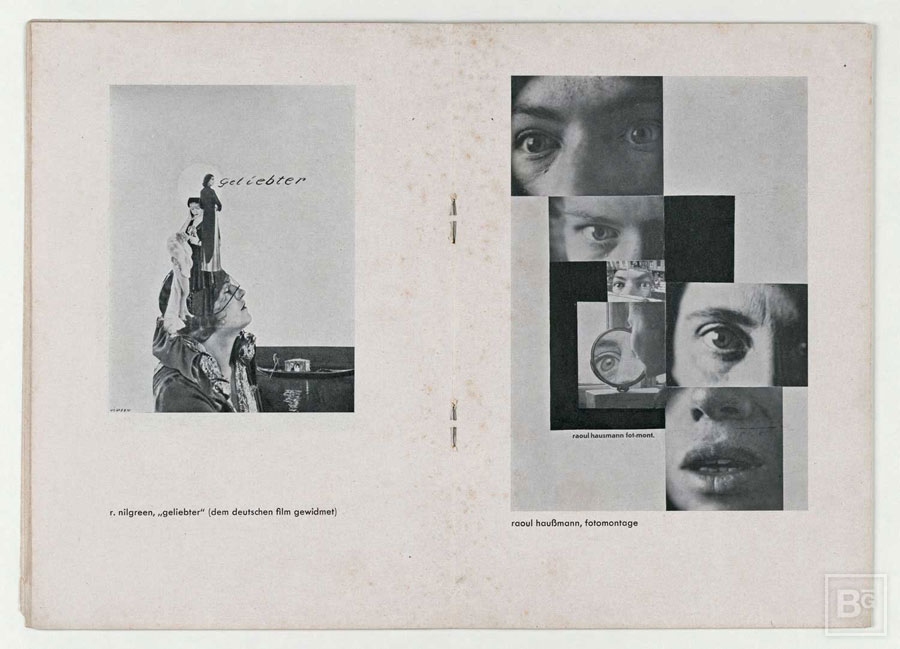 geliebter
r. nilgreen, „geliebter“ (dem deutschen film gewidmet)
raoul hausmann fot-mont.
raoul haußmann, fotomontage
BG